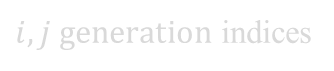 i, j generation indices